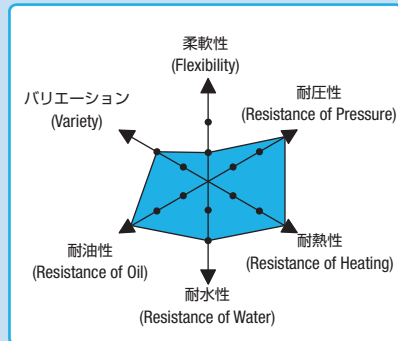 柔軟性
(Flexibility)
バリエーション
(Variety)
耐圧性
(Resistance of Pressure)
耐油性
(Resistance of Oil)
耐熱性
(Resistance of Heating)
耐水性
(Resistance of Water)